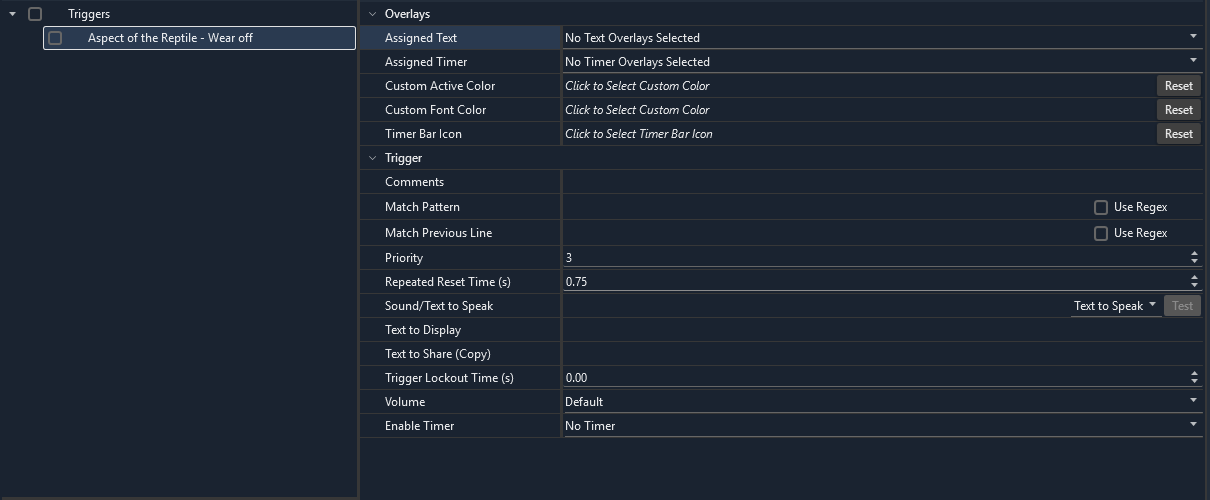 Triggers
Aspect of the Reptile - Wear off
Overlays
Assigned Text No Text Overlays Selected
Assigned Timer No Timer Overlays Selected
Custom Active Color Click to Select Custom Color Reset
Custom Font Color Click to Select Custom Color Reset
Timer Bar Icon Click to Select Timer Bar Icon Reset
Trigger
Comments
Match Pattern Use Regex
Match Previous Line Use Regex
Priority 3
Repeated Reset Time (s) 0.75
Sound/Text to Speak Text to Speak Test
Text to Display
Text to Share (Copy)
Trigger Lockout Time (s) 0.00
Volume Default
Enable Timer No Timer